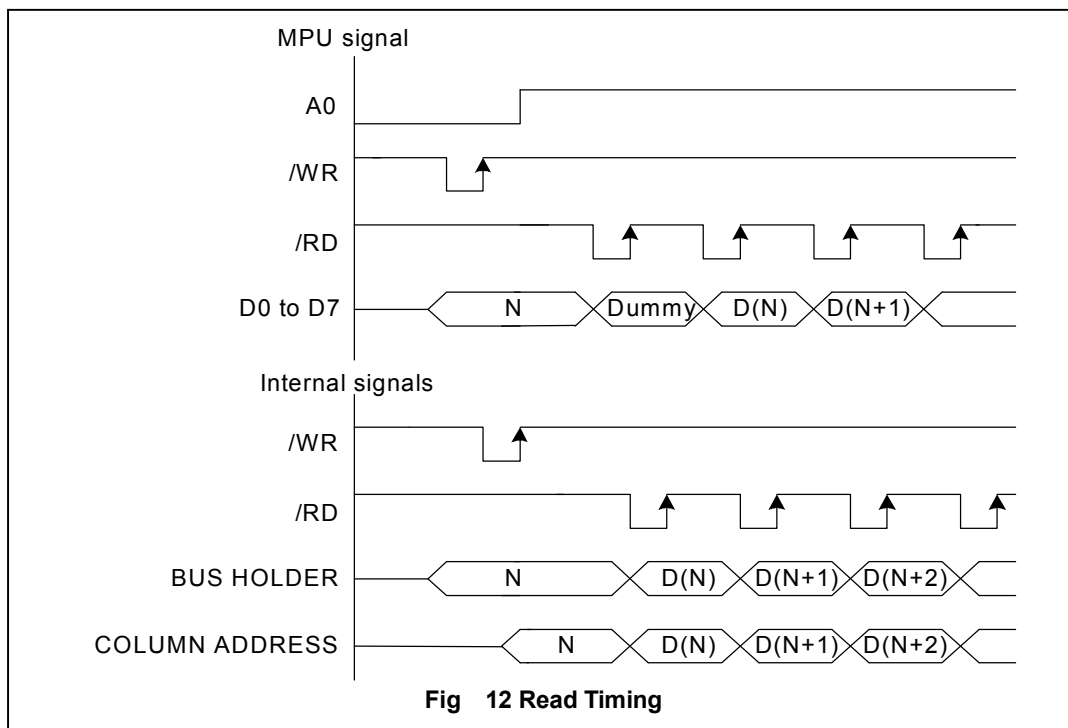 MPU signal
A0
/WR
/RD
D0 to D7 N Dummy D(N) D(N+1)
Internal signals
/WR
/RD
BUS HOLDER N D(N) D(N+1) D(N+2)
COLUMN ADDRESS N D(N) D(N+1) D(N+2)
Fig 12 Read Timing